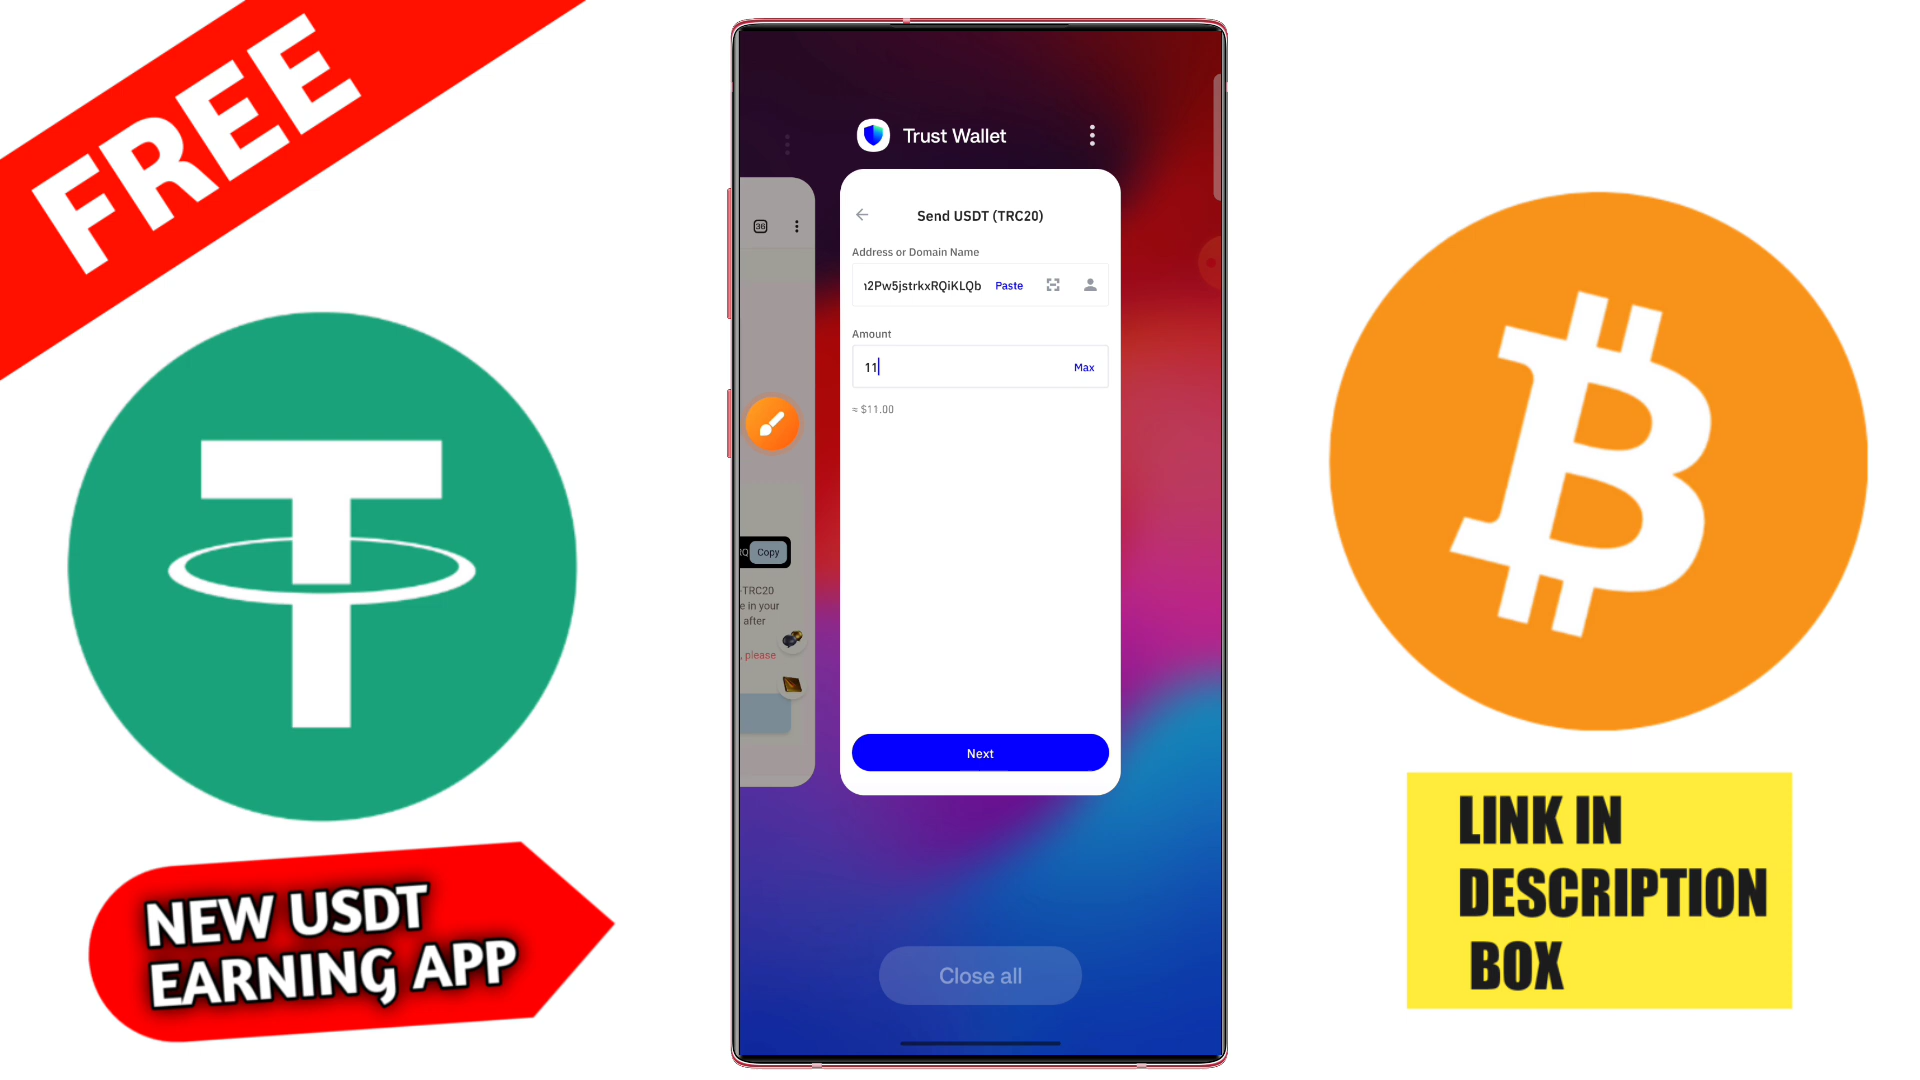 FREE
Trust Wallet
36
Send USDT (TRC20)
Address or Domain Name
2Pw5jstrkxRQiKLQb Paste
Amount
11 Max
≈ $11.00
Copy
-TRC20
e in your
after
, please
Next
Close all
NEW USDT
EARNING APP
LINK IN
DESCRIPTION
BOX